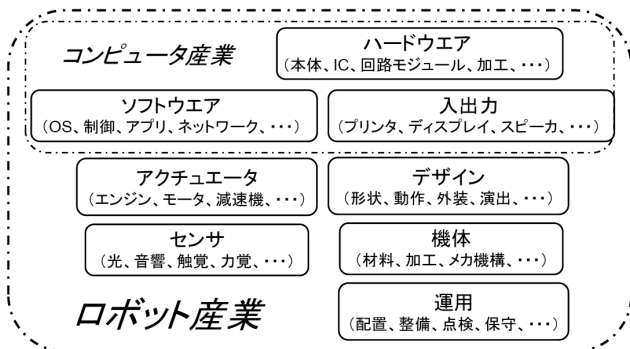 コンピュータ産業
ハードウエア
(本体、IC、回路モジュール、加工、･･･)
ソフトウエア
(OS、制御、アプリ、ネットワーク、･･･)
入出力
(プリンタ、ディスプレイ、スピーカ、･･･)
アクチュエータ
(エンジン、モータ、減速機、･･･)
デザイン
(形状、動作、外装、演出、･･･)
センサ
(光、音響、触覚、力覚、･･･)
機体
(材料、加工、メカ機構、･･･)
ロボット産業
運用
(配置、整備、点検、保守、･･･)